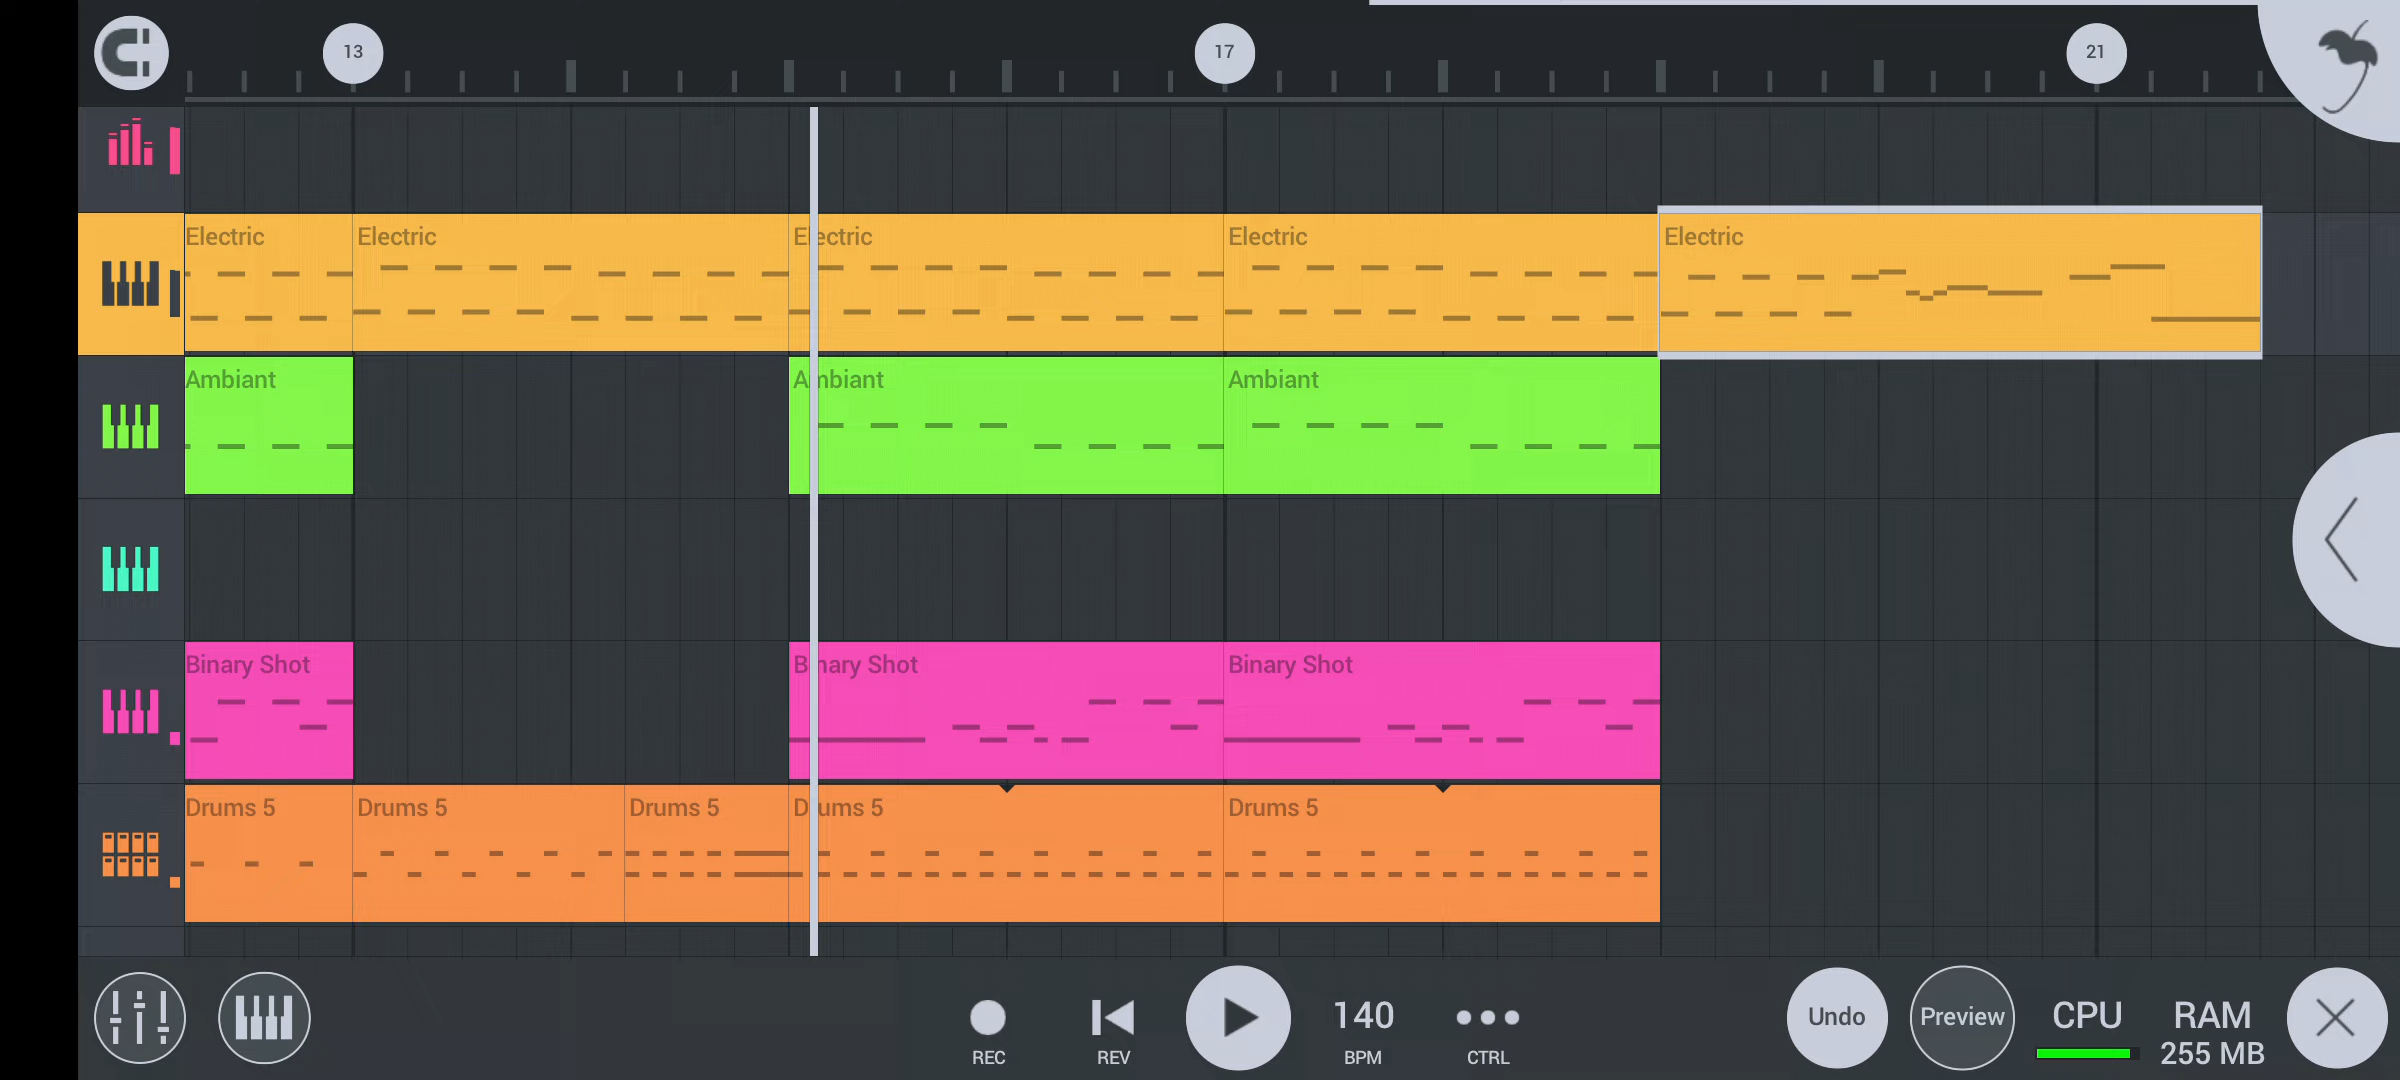 13
17
21
Electric
Electric
Electric
Electric
Electric
Ambiant
Ambiant
Ambiant
Binary Shot
Binary Shot
Binary Shot
Drums 5
Drums 5
Drums 5
Drums 5
Drums 5
REC
REV
140
BPM
CTRL
Undo
Preview
CPU
RAM
255 MB